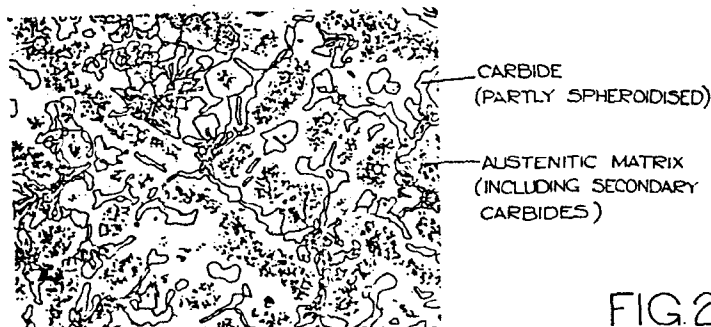 CARBIDE
(PARTLY SPHEROIDISED)
AUSTENITIC MATRIX
(INCLUDING SECONDARY
CARBIDES)
FIG.2